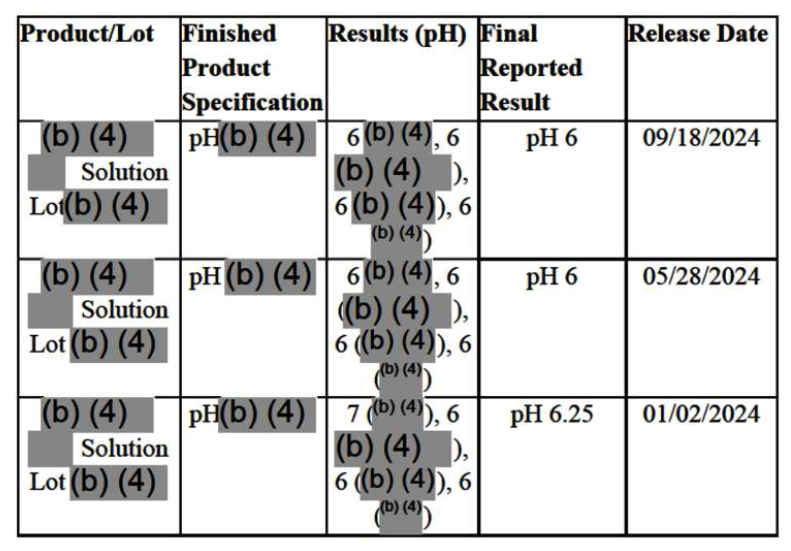 Product/Lot
Finished
Product
Specification
Results (pH)
Final
Reported
Result
Release Date
(b) (4)
Solution
Lot (b) (4)
pH (b) (4)
6 (b) (4), 6
(b) (4) ),
6 (b) (4)), 6
(b) (4))
pH 6
09/18/2024
(b) (4)
Solution
Lot (b) (4)
pH (b) (4)
6 (b) (4), 6
((b) (4) ),
6 ((b) (4)), 6
((b) (4))
pH 6
05/28/2024
(b) (4)
Solution
Lot (b) (4)
pH (b) (4)
7 ((b) (4)), 6
(b) (4) ),
6 ((b) (4)), 6
((b) (4))
pH 6.25
01/02/2024